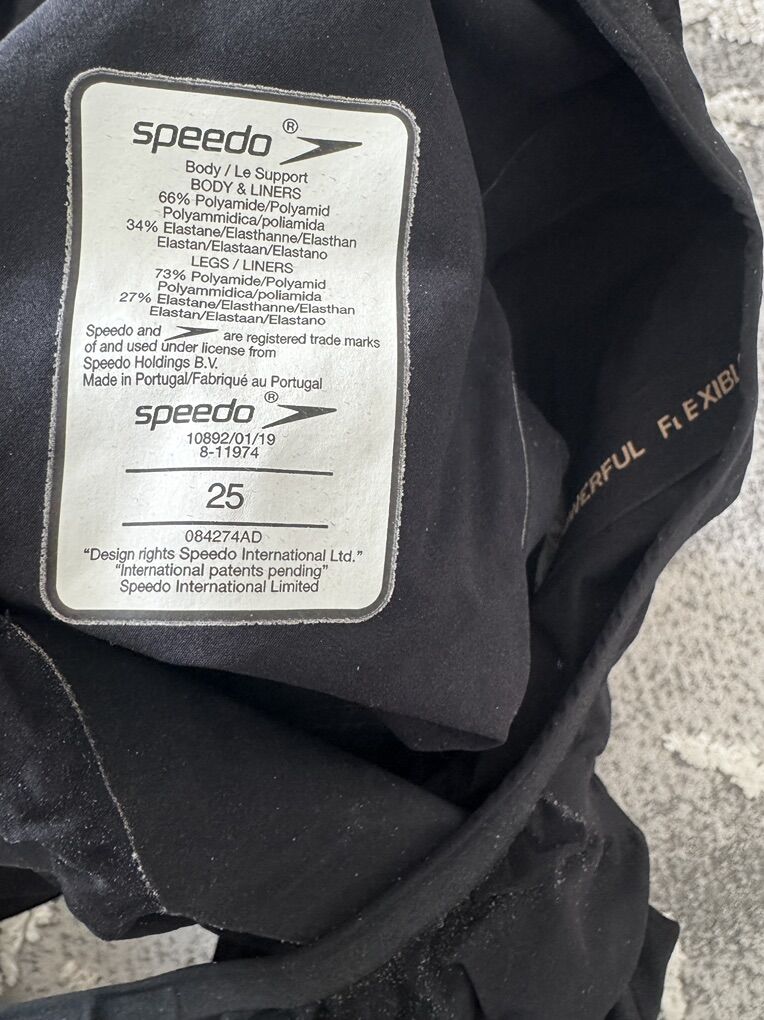 speedo®
Body / Le Support
BODY & LINERS
66% Polyamide/Polyamid
Polyammidica/poliamida
34% Elastane/Elasthanne/Elasthan
Elastan/Elastaan/Elastano
LEGS / LINERS
73% Polyamide/Polyamid
Polyammidica/poliamida
27% Elastane/Elasthanne/Elasthan
Elastan/Elastaan/Elastano
Speedo and are registered trade marks
of and used under license from
Speedo Holdings B.V.
Made in Portugal/Fabriqué au Portugal
speedo®
10892/01/19
8-11974
25
084274AD
“Design rights Speedo International Ltd.”
“International patents pending”
Speedo International Limited